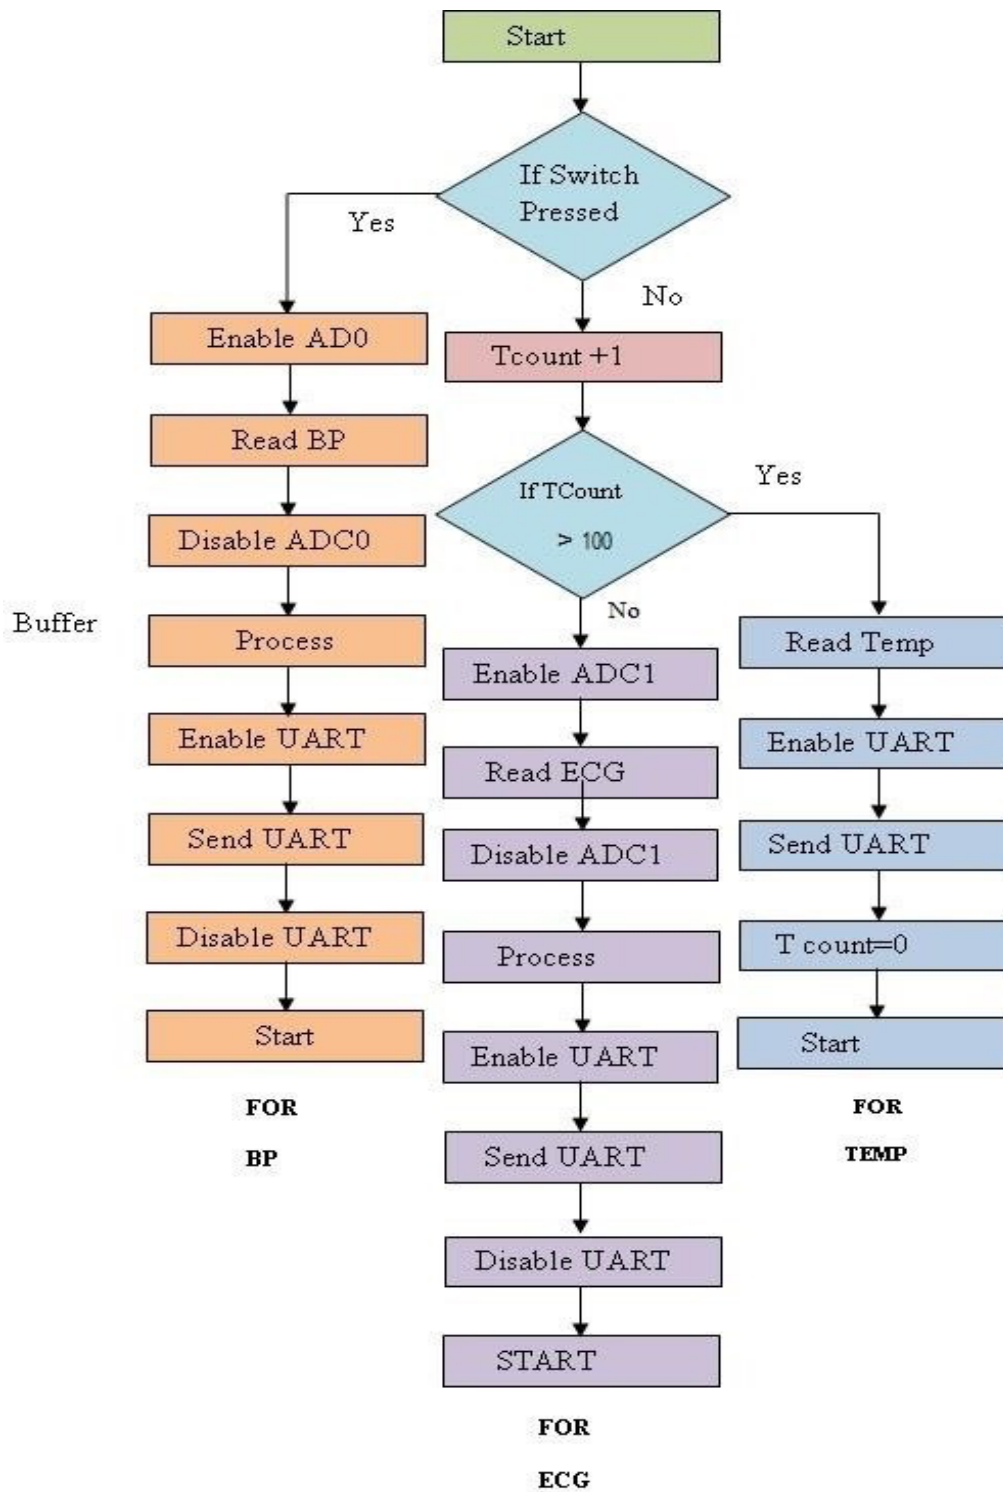 Start
If Switch
Pressed
Yes
No
Enable AD0
Read BP
Disable ADC0
Buffer
Process
Enable UART
Send UART
Disable UART
Start
FOR
BP
Tcount +1
If TCount
> 100
No
Yes
Enable ADC1
Read ECG
Disable ADC1
Process
Enable UART
Send UART
Disable UART
START
FOR
ECG
Read Temp
Enable UART
Send UART
T count=0
Start
FOR
TEMP